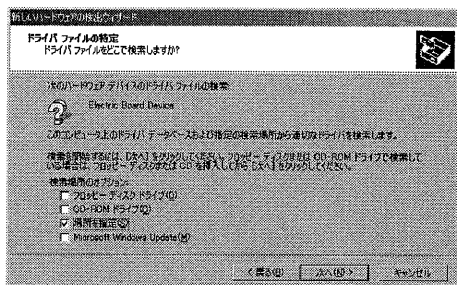 新しいハードウェアの検出ウィザード
ドライバ ファイルの特定
ドライバ ファイルをどこで検索しますか?
次のハードウェア デバイスのドライバ ファイルの検索:
Electric Board Device
このコンピュータ上のドライバ データベースおよび指定の検索場所から適切なドライバを検索します。
検索を開始するには、[次へ] をクリックしてください。フロッピー ディスクまたは CD-ROM ドライブで検索して
いる場合は、フロッピー ディスクまたは CD を挿入してから [次へ] をクリックしてください。
検索場所のオプション:
フロッピー ディスク ドライブ(D)
CD-ROM ドライブ(C)
場所を指定(S)
Microsoft Windows Update(M)
< 戻る(B)
次へ(N) >
キャンセル